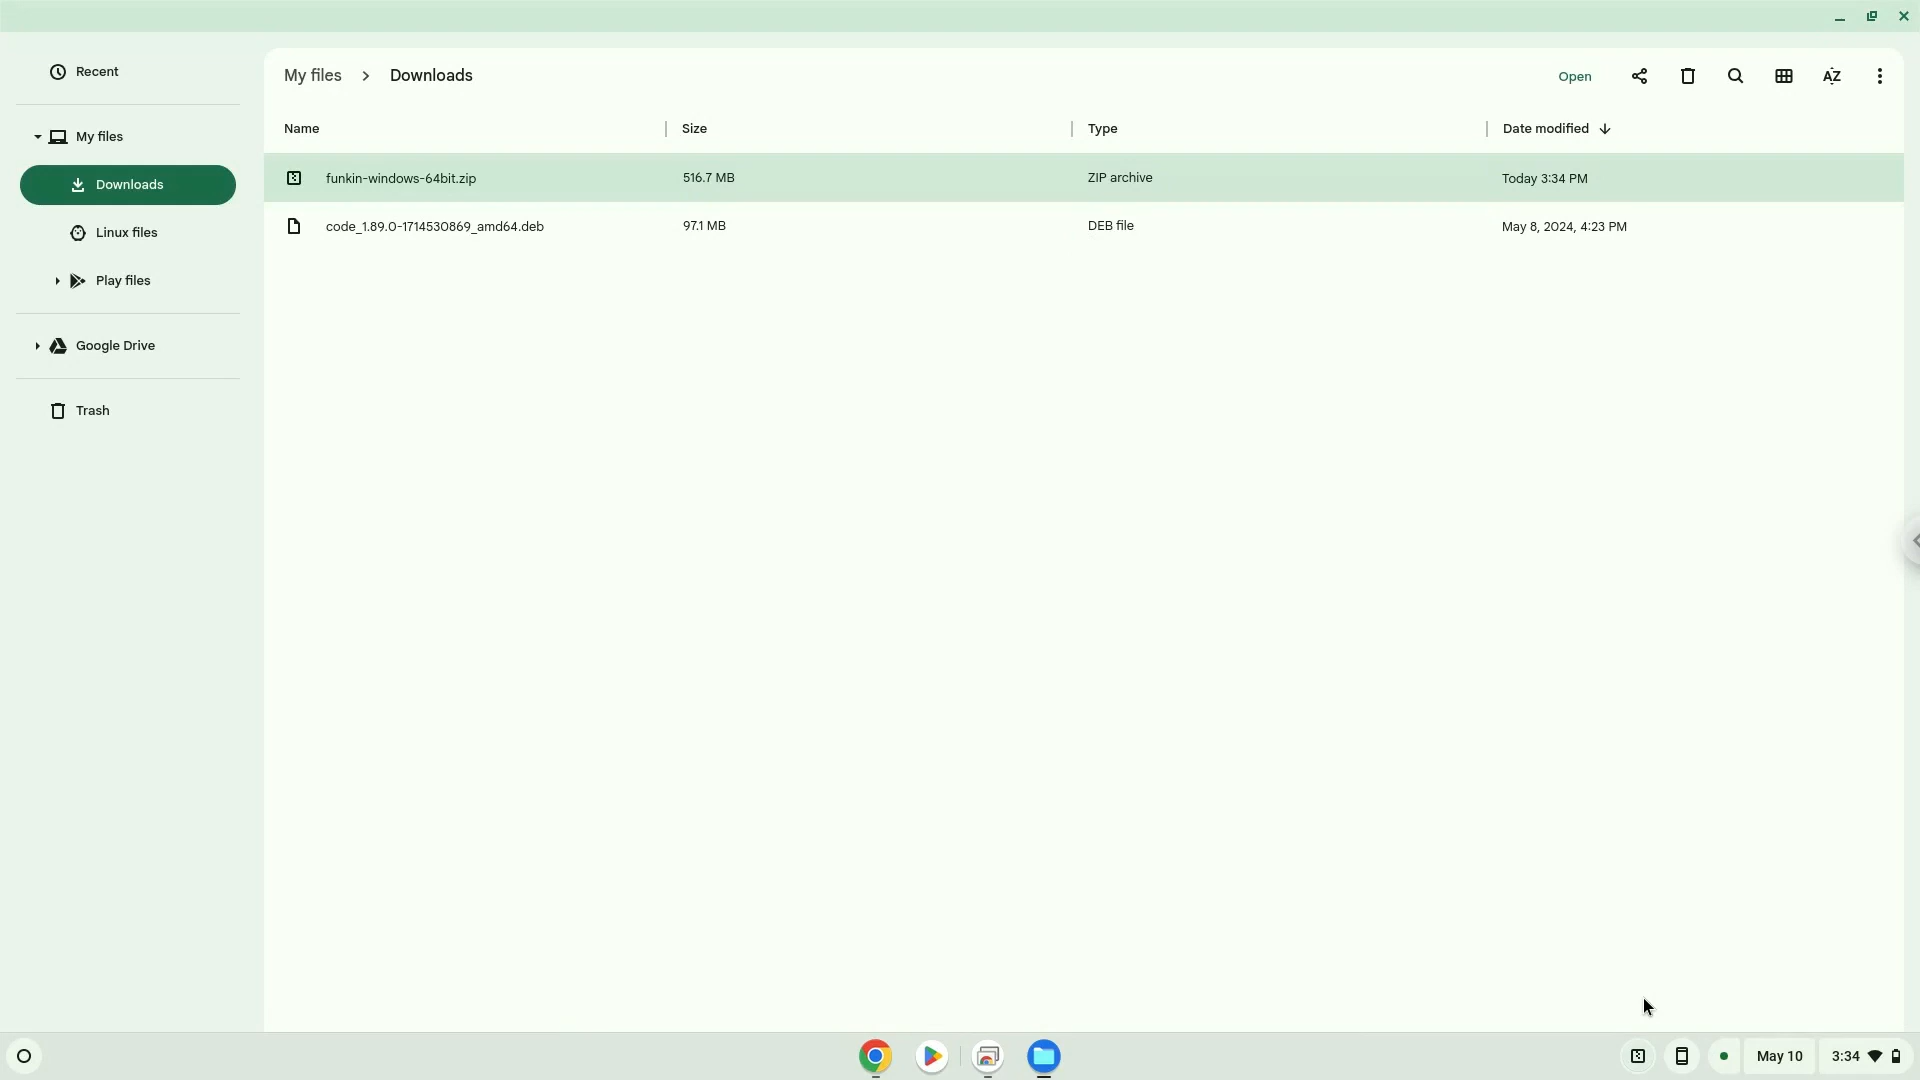 Recent
My files
Downloads
Linux files
Play files
Google Drive
Trash
My files > Downloads
Open
AZ
Name
Size
Type
Date modified
funkin-windows-64bit.zip
516.7 MB
ZIP archive
Today 3:34 PM
code_1.89.0-1714530869_amd64.deb
97.1 MB
DEB file
May 8, 2024, 4:23 PM
May 10
3:34